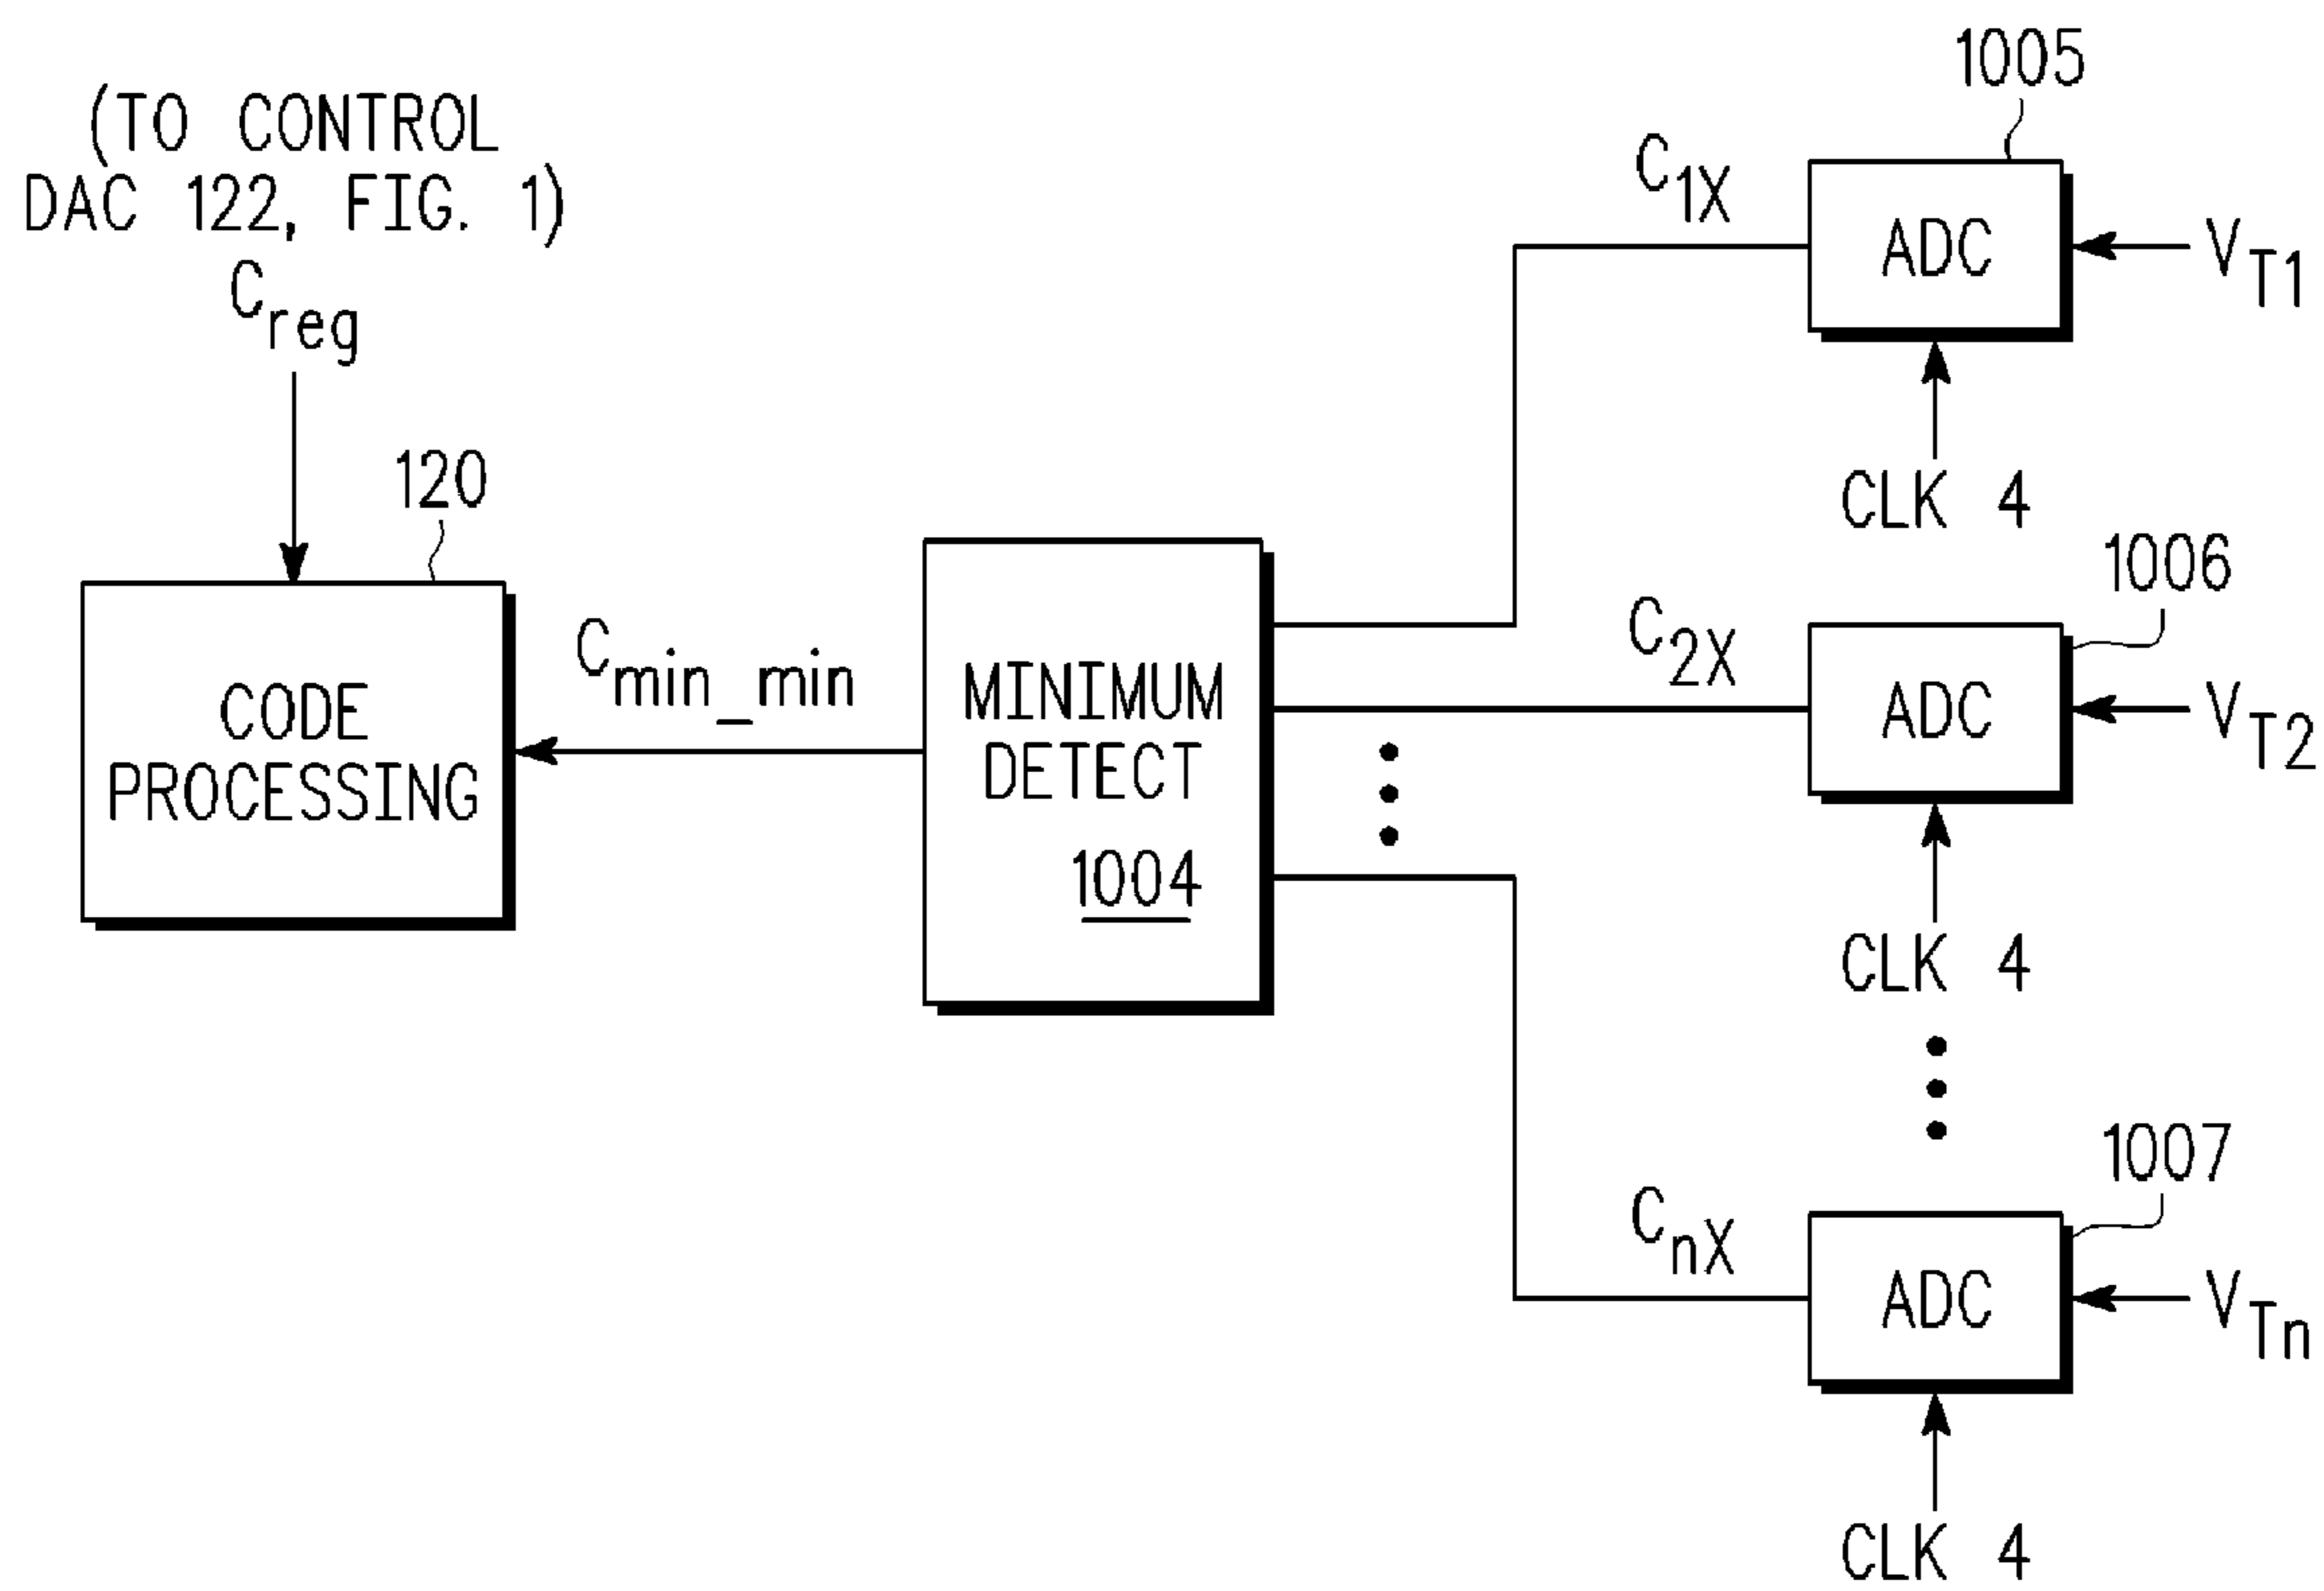 (TO CONTROL
DAC 122, FIG. 1)
Creg
120
CODE
PROCESSING
Cmin_min
MINIMUM
DETECT
1004
C1X
1005
ADC
VT1
CLK 4
C2X
1006
ADC
VT2
CLK 4
CnX
1007
ADC
VTn
CLK 4